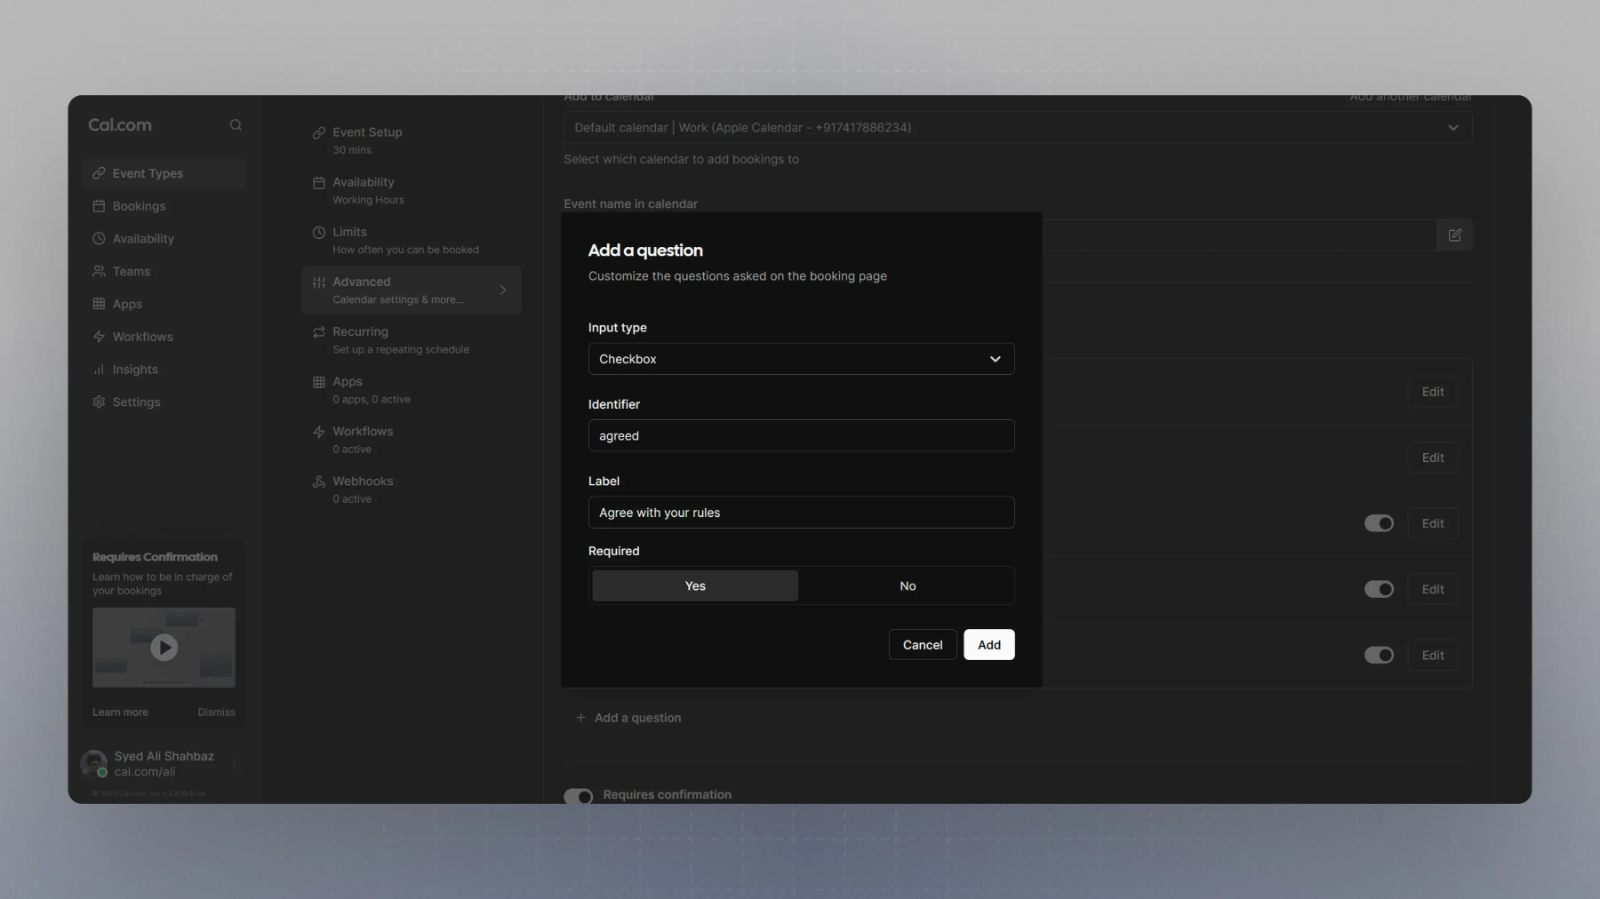 Cal.com
Event Types
Bookings
Availability
Teams
Apps
Workflows
Insights
Settings
Requires Confirmation
Learn how to be in charge of
your bookings
Learn more
Dismiss
Syed Ali Shahbaz
cal.com/ali
Event Setup
30 mins
Availability
Working Hours
Limits
How often you can be booked
Advanced
Calendar settings & more...
Recurring
Set up a repeating schedule
Apps
0 apps, 0 active
Workflows
0 active
Webhooks
0 active
Add to calendar
Add another calendar
Default calendar | Work (Apple Calendar - +917417886234)
Select which calendar to add bookings to
Event name in calendar
Add a question
Customize the questions asked on the booking page
Input type
Checkbox
Identifier
agreed
Label
Agree with your rules
Required
Yes
No
Cancel
Add
Edit
Edit
Edit
Edit
Edit
Add a question
Requires confirmation